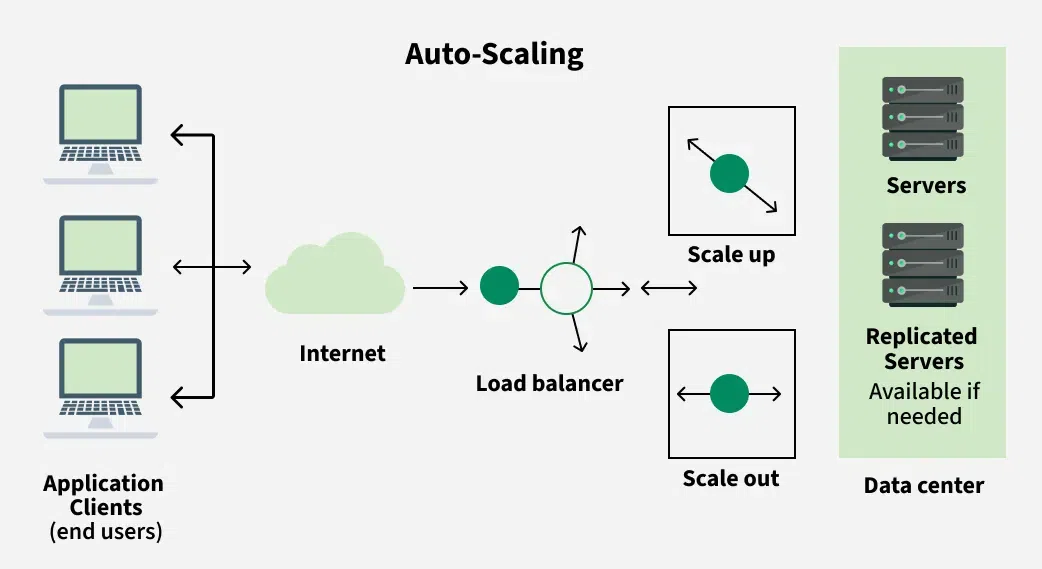 Auto-Scaling
Application
Clients
(end users)
Internet
Load balancer
Scale up
Scale out
Servers
Replicated
Servers
Available if
needed
Data center